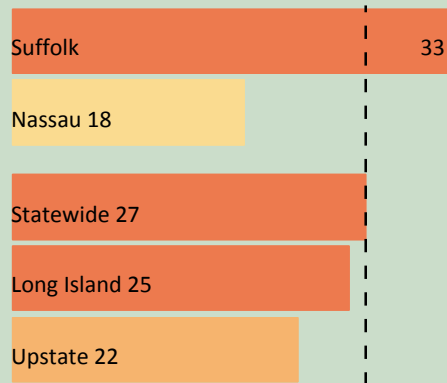 Suffolk 33
Nassau 18
Statewide 27
Long Island 25
Upstate 22